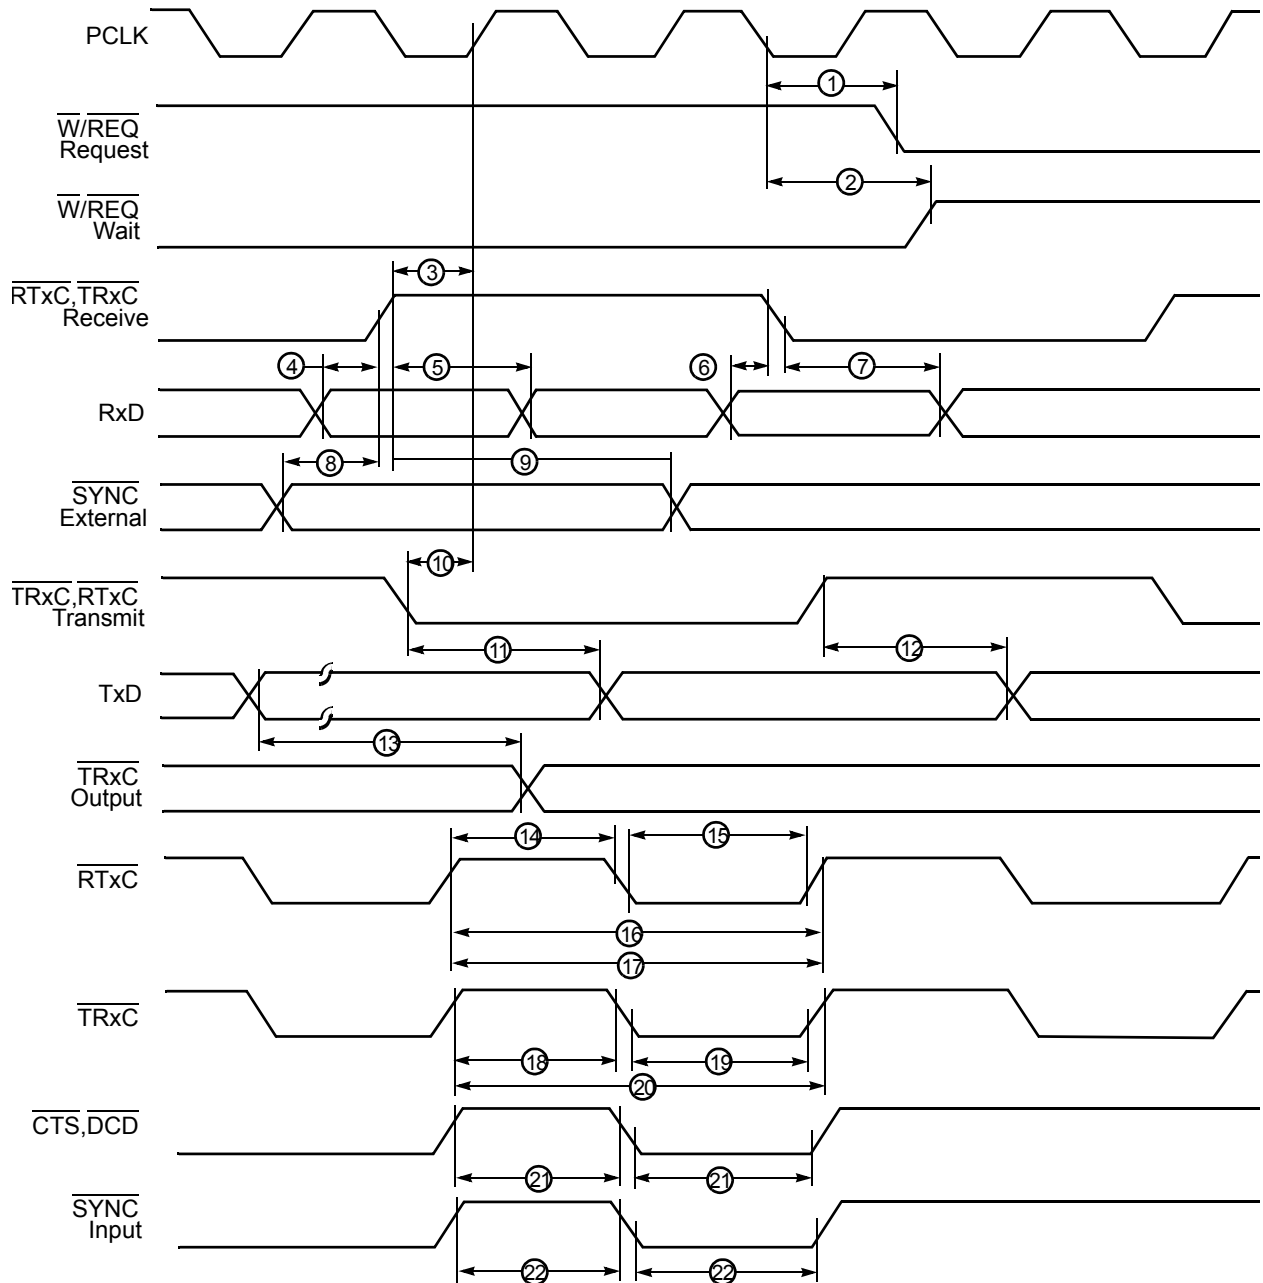 PCLK
1
W/REQ
Request
2
W/REQ
Wait
3
RTxC,TRxC
Receive
4
5
6
7
RxD
8
9
SYNC
External
10
TRxC,RTxC
Transmit
11
12
TxD
13
TRxC
Output
14
15
RTxC
16
17
TRxC
18
19
20
CTS,DCD
21
21
SYNC
Input
22
22